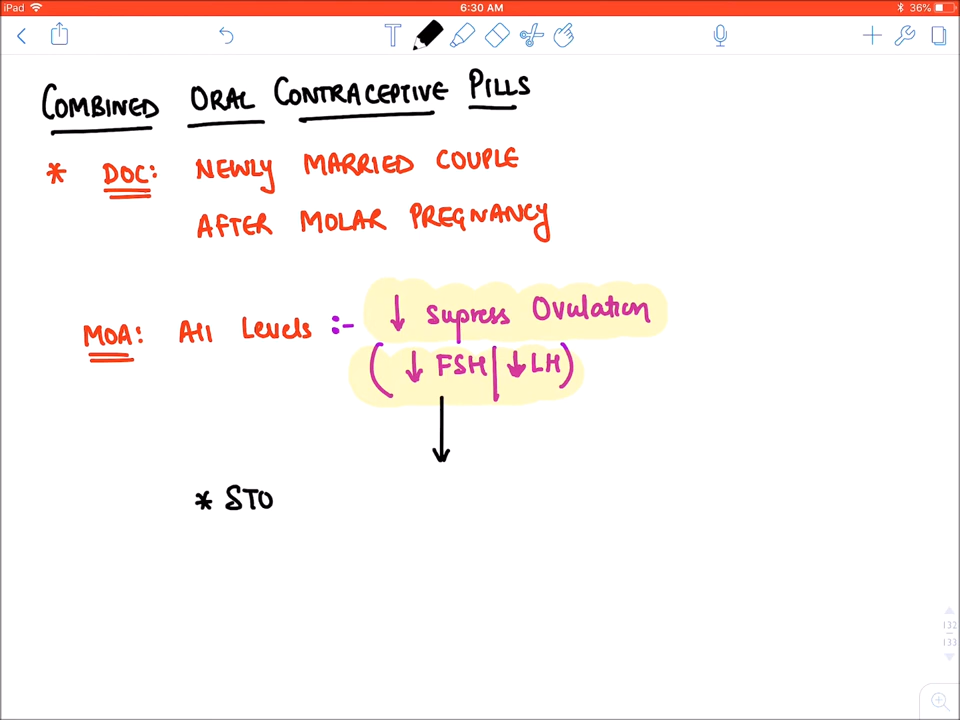 iPad 6:30 AM 36%
T
COMBINED ORAL CONTRACEPTIVE PILLS
* DOC: NEWLY MARRIED COUPLE
AFTER MOLAR PREGNANCY
MOA: All Levels :- ↓ Supress Ovulation
(↓ FSH | ↓ LH)
↓
* STO
132
133